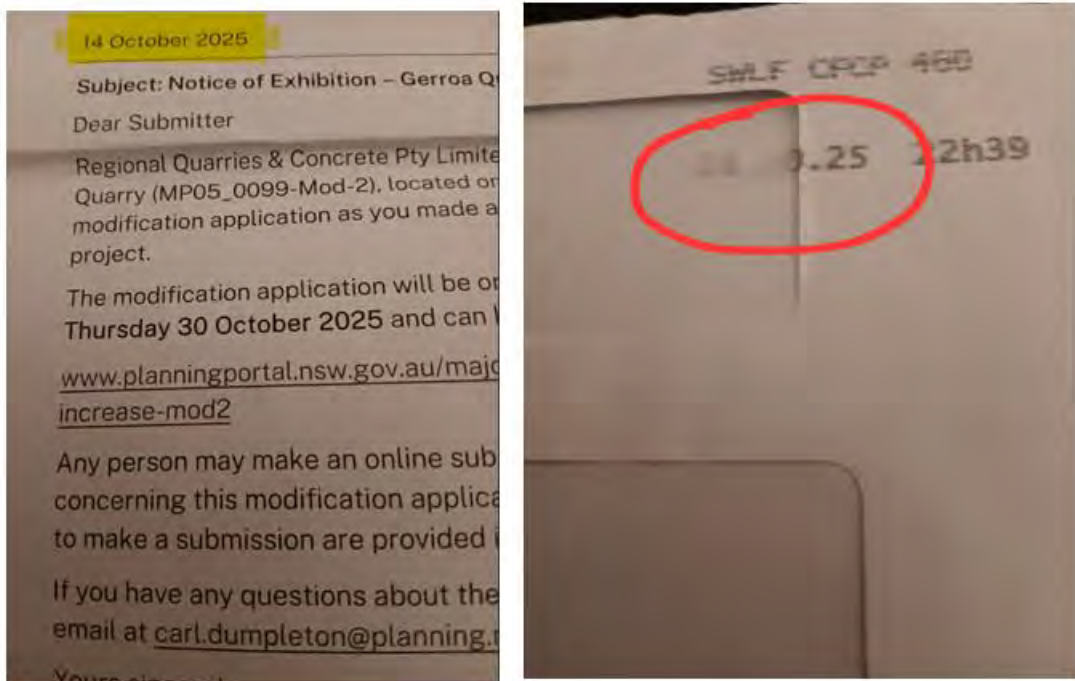 14 October 2025
Subject: Notice of Exhibition – Gerroa Q
Dear Submitter
Regional Quarries & Concrete Pty Limite
Quarry (MP05_0099-Mod-2), located or
modification application as you made a
project.
The modification application will be or
Thursday 30 October 2025 and can
www.planningportal.nsw.gov.au/majo
increase-mod2
Any person may make an online sub
concerning this modification applica
to make a submission are provided i
If you have any questions about the
email at carl.dumpleton@planning.
SWLF CPCP 460
.25 22h39